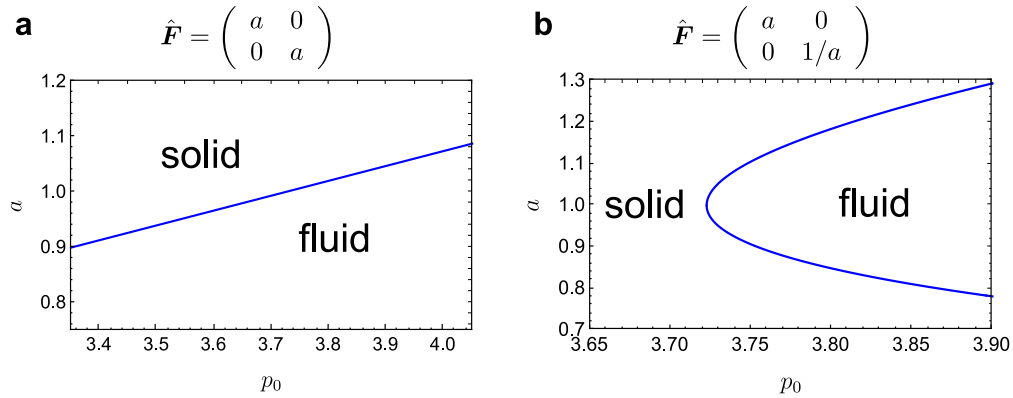 a
F̂ = ( a 0
0 a )
1.2
1.1
1.0
0.9
0.8
a
solid
fluid
3.4 3.5 3.6 3.7 3.8 3.9 4.0
p₀
b
F̂ = ( a 0
0 1/a )
1.3
1.2
1.1
1.0
0.9
0.8
0.7
a
solid fluid
3.65 3.70 3.75 3.80 3.85 3.90
p₀